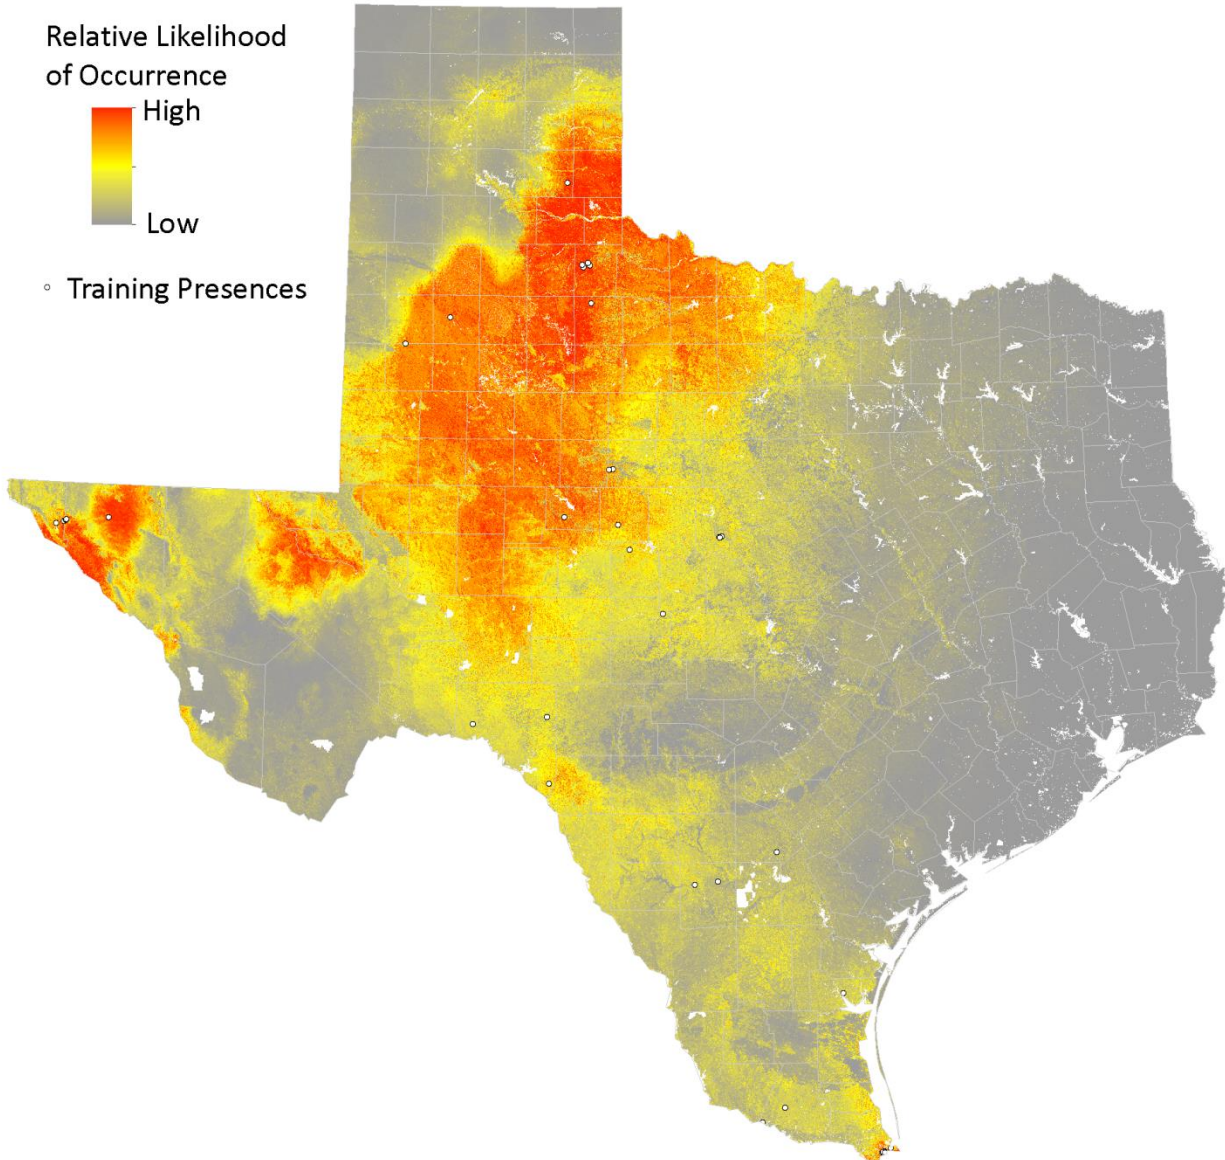 Relative Likelihood
of Occurrence
High
Low
Training Presences